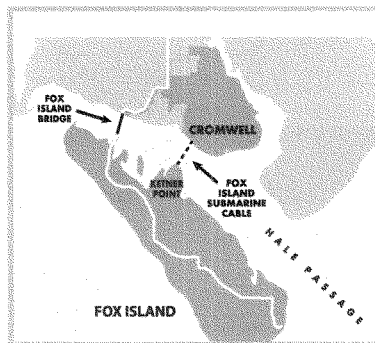 FOX
ISLAND
BRIDGE
CROMWELL
KETNER
POINT
FOX
ISLAND
SUBMARINE
CABLE
HALE PASSAGE
FOX ISLAND